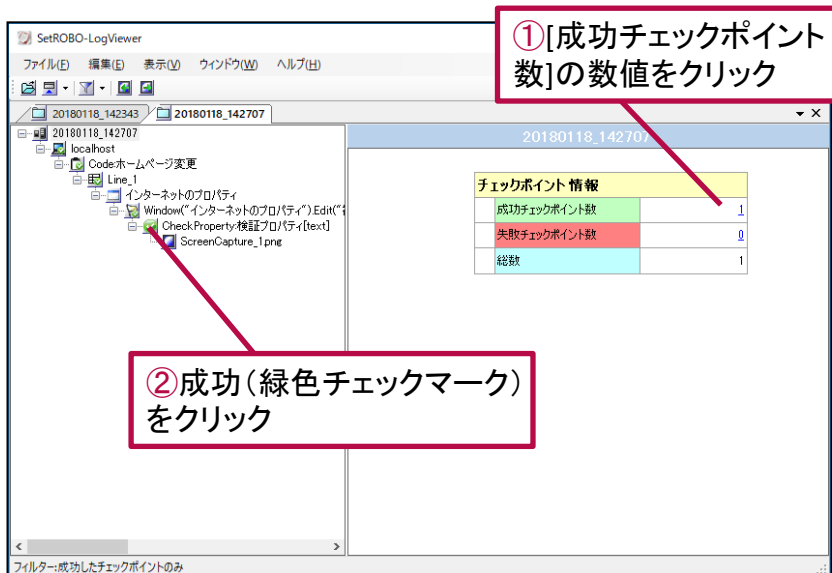 SetROBO-LogViewer
①[成功チェックポイント
数]の数値をクリック
ファイル(F) 編集(E) 表示(V) ウィンドウ(W) ヘルプ(H)
20180118_142343 20180118_142707
20180118_142707
localhost
Code:ホームページ変更
Line_1
インターネットのプロパティ
Window("インターネットのプロパティ").Edit("
CheckProperty:検証プロパティ[text]
ScreenCapture_1.png
20180118_14270
チェックポイント情報
成功チェックポイント数 1
失敗チェックポイント数 0
総数 1
②成功(緑色チェックマーク)
をクリック
フィルター:成功したチェックポイントのみ